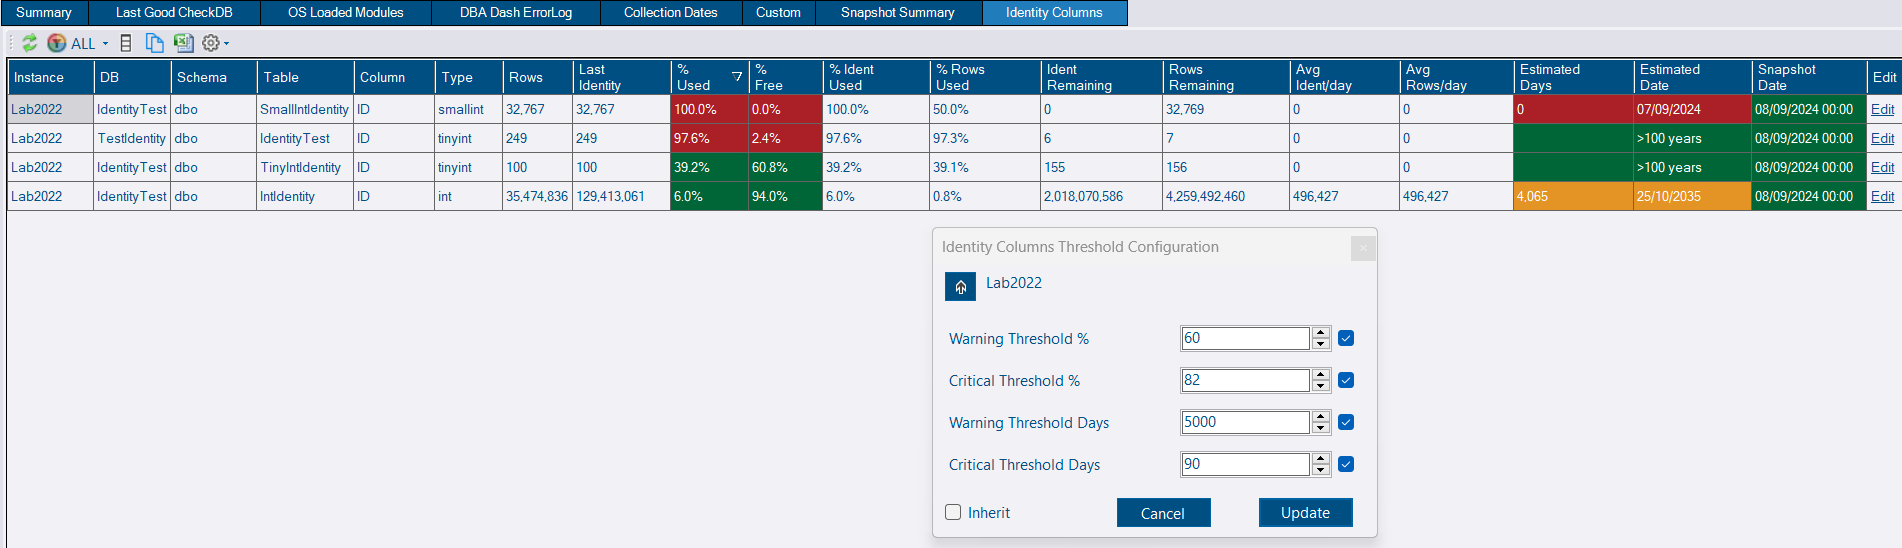 Summary Last Good CheckDB OS Loaded Modules DBA Dash ErrorLog Collection Dates Custom Snapshot Summary Identity Columns
ALL
Instance DB Schema Table Column Type Rows Last Identity % Used % Free % Ident Used % Rows Used Ident Remaining Rows Remaining Avg Ident/day Avg Rows/day Estimated Days Estimated Date Snapshot Date Edit
Lab2022 IdentityTest dbo SmallIntIdentity ID smallint 32,767 32,767 100.0% 0.0% 100.0% 50.0% 0 32,769 0 0 0 07/09/2024 08/09/2024 00:00 Edit
Lab2022 TestIdentity dbo IdentityTest ID tinyint 249 249 97.6% 2.4% 97.6% 97.3% 6 7 0 0 >100 years 08/09/2024 00:00 Edit
Lab2022 IdentityTest dbo TinyIntIdentity ID tinyint 100 100 39.2% 60.8% 39.2% 39.1% 155 156 0 0 >100 years 08/09/2024 00:00 Edit
Lab2022 IdentityTest dbo IntIdentity ID int 35,474,836 129,413,061 6.0% 94.0% 6.0% 0.8% 2,018,070,586 4,259,492,460 496,427 496,427 4,065 25/10/2035 08/09/2024 00:00 Edit
Identity Columns Threshold Configuration
Lab2022
Warning Threshold % 60
Critical Threshold % 82
Warning Threshold Days 5000
Critical Threshold Days 90
Inherit Cancel Update